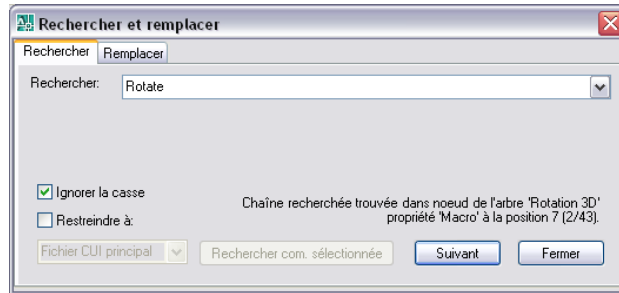 Rechercher et remplacer
Rechercher Remplacer
Rechercher: Rotate
Ignorer la casse
Restreindre à:
Chaîne recherchée trouvée dans noeud de l'arbre 'Rotation 3D'
propriété 'Macro' à la position 7 (2/43).
Fichier CUI principal Rechercher com. sélectionnée Suivant Fermer